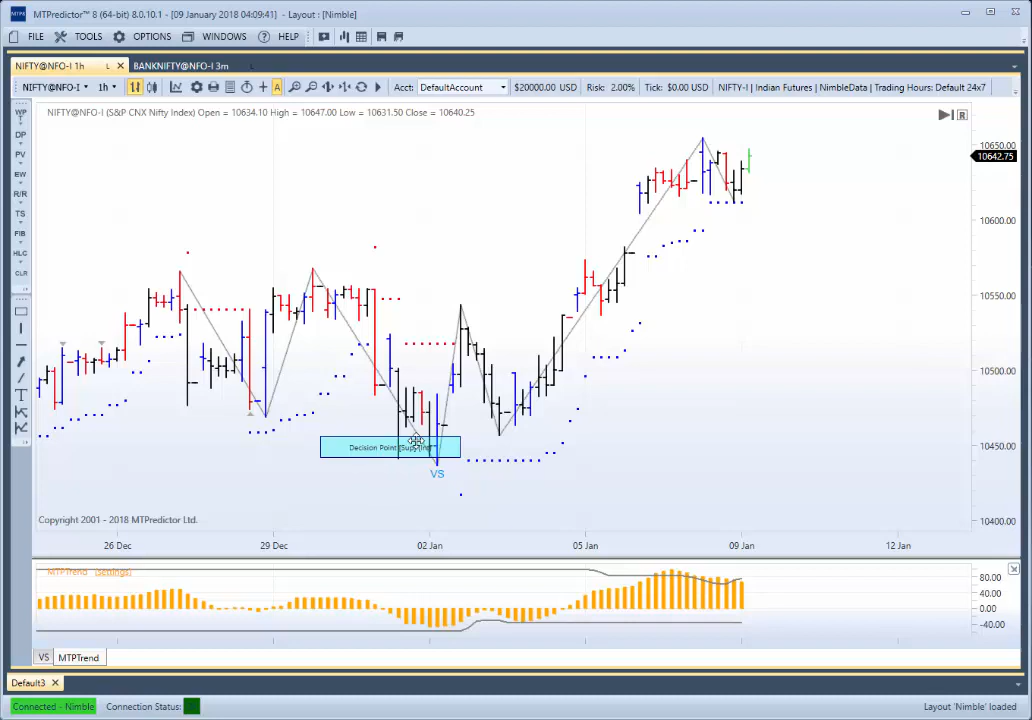 MTPredictor™ 8 (64-bit) 8.0.10.1 - [09 January 2018 04:09:41] - Layout : [Nimble]
FILE TOOLS OPTIONS WINDOWS HELP
NIFTY@NFO-I 1h L BANKNIFTY@NFO-I 3m L
NIFTY@NFO-I 1h A Acct: DefaultAccount $20000.00 USD Risk: 2.00% Tick: $0.00 USD NIFTY-I | Indian Futures | NimbleData | Trading Hours: Default 24x7
NIFTY@NFO-I (S&P CNX Nifty Index) Open = 10634.10 High = 10647.00 Low = 10631.50 Close = 10640.25
R
WP
DP
PV
BW
R/R
TS
FIB
HLC
CLR
T
10650.00
10642.75
10600.00
10550.00
10500.00
10450.00
10400.00
Decision Point
VS
Copyright 2001 - 2018 MTPredictor Ltd.
26 Dec 29 Dec 02 Jan 05 Jan 09 Jan 12 Jan
MTPTrend (settings)
80.00
40.00
0.00
-40.00
VS MTPTrend
Default3
Connected - Nimble Connection Status: Layout 'Nimble' loaded